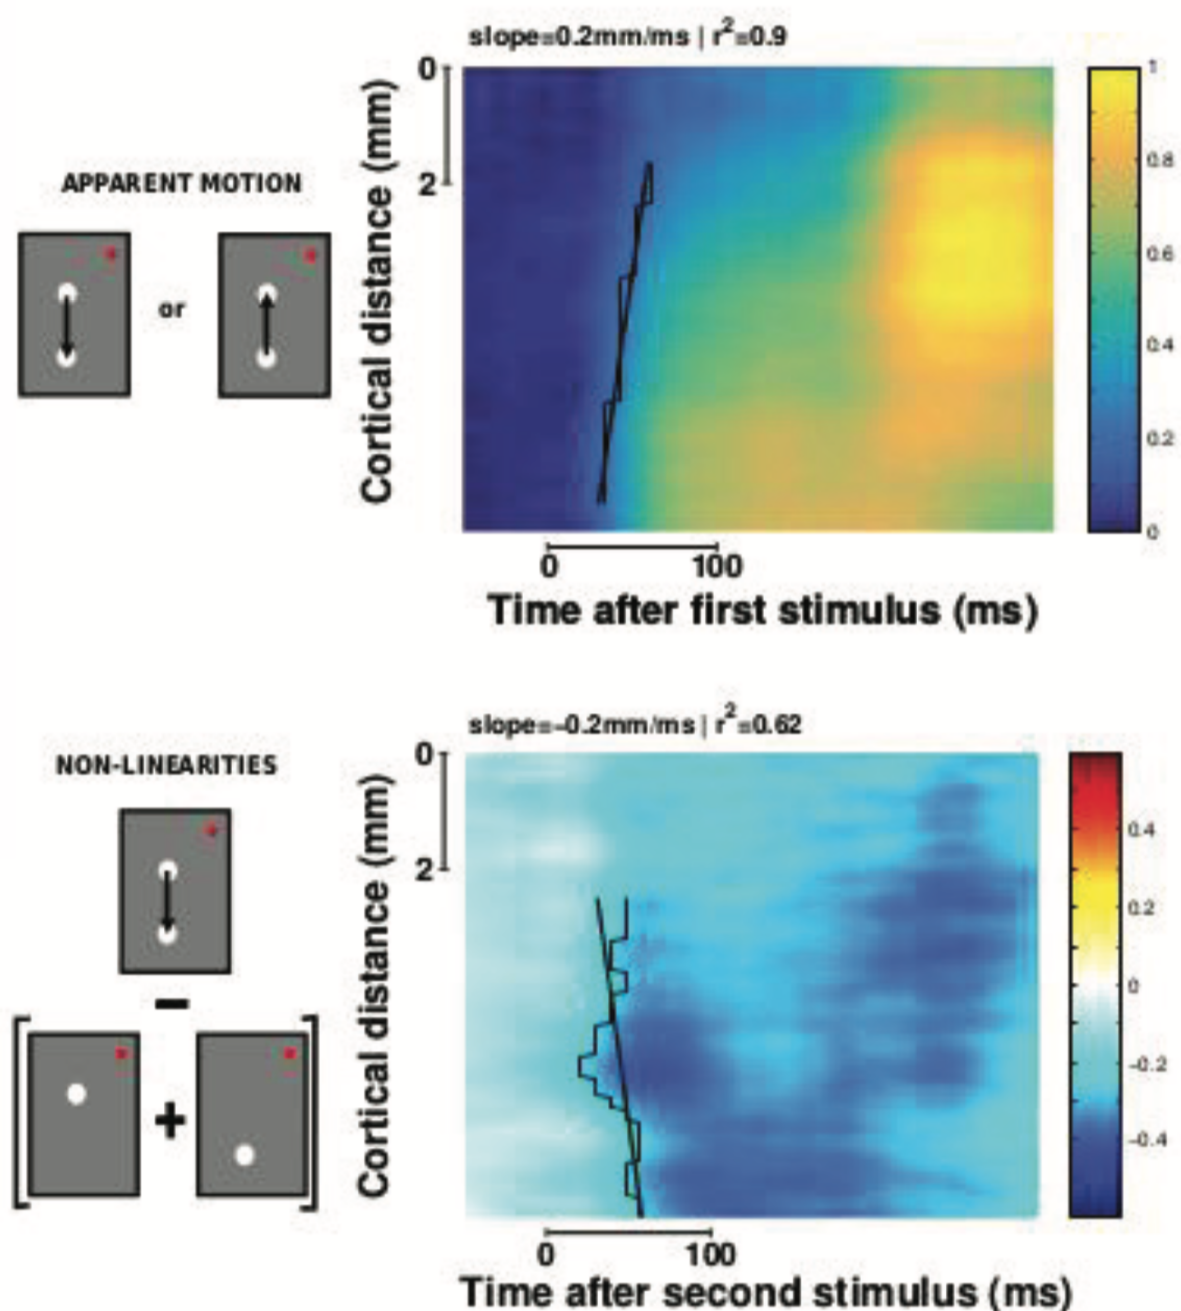 slope=0.2mm/ms | r²=0.9
APPARENT MOTION
or
Cortical distance (mm)
0
2
1
0.8
0.6
0.4
0.2
0
0
100
Time after first stimulus (ms)
slope=-0.2mm/ms | r²=0.62
NON-LINEARITIES
-
+
Cortical distance (mm)
0
2
0.4
0.2
0
-0.2
-0.4
0
100
Time after second stimulus (ms)